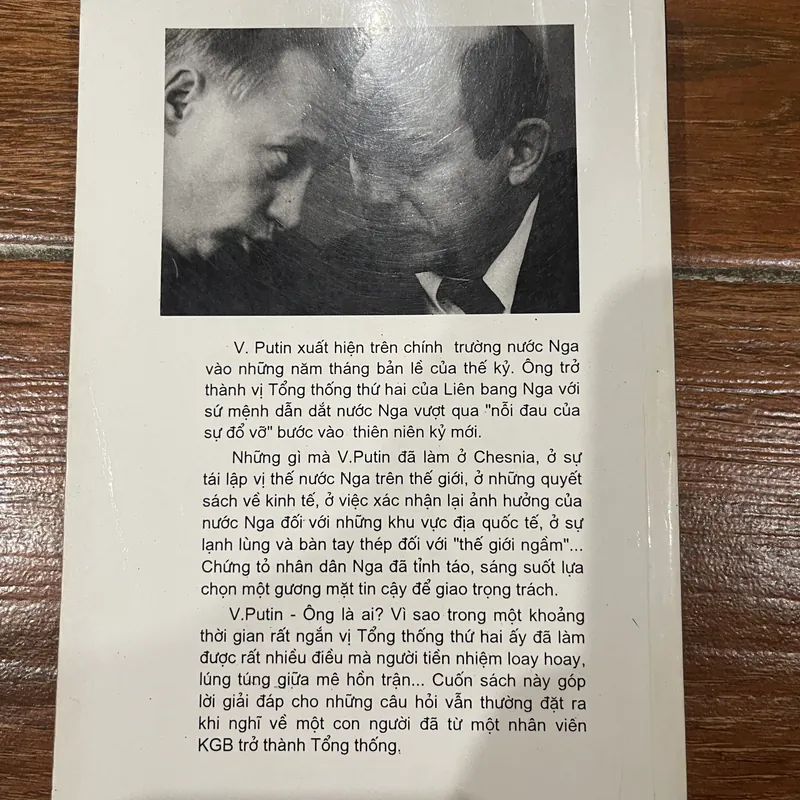 V. Putin xuất hiện trên chính trường nước Nga
vào những năm tháng bản lề của thế kỷ. Ông trở
thành vị Tổng thống thứ hai của Liên bang Nga với
sứ mệnh dẫn dắt nước Nga vượt qua "nỗi đau của
sự đổ vỡ" bước vào thiên niên kỷ mới.
Những gì mà V.Putin đã làm ở Chesnia, ở sự
tái lập vị thế nước Nga trên thế giới, ở những quyết
sách về kinh tế, ở việc xác nhận lại ảnh hưởng của
nước Nga đối với những khu vực địa quốc tế, ở sự
lạnh lùng và bàn tay thép đối với "thế giới ngầm"...
Chứng tỏ nhân dân Nga đã tỉnh táo, sáng suốt lựa
chọn một gương mặt tin cậy để giao trọng trách.
V.Putin - Ông là ai? Vì sao trong một khoảng
thời gian rất ngắn vị Tổng thống thứ hai ấy đã làm
được rất nhiều điều mà người tiền nhiệm loay hoay,
lúng túng giữa mê hồn trận... Cuốn sách này góp
lời giải đáp cho những câu hỏi vẫn thường đặt ra
khi nghĩ về một con người đã từ một nhân viên
KGB trở thành Tổng thống.